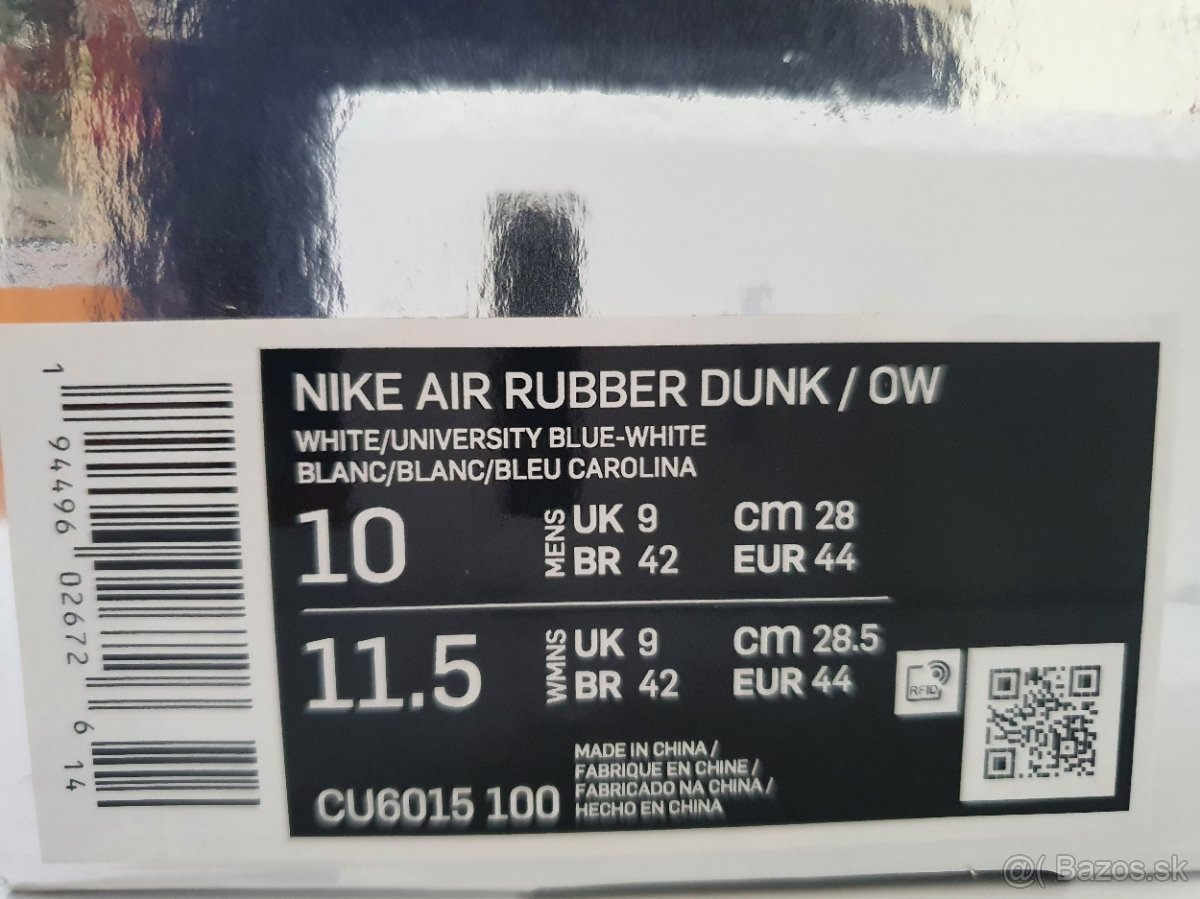 NIKE AIR RUBBER DUNK / OW
WHITE/UNIVERSITY BLUE-WHITE
BLANC/BLANC/BLEU CAROLINA
10 MENS UK 9 cm 28
BR 42 EUR 44
11.5 WMNS UK 9 cm 28.5
BR 42 EUR 44
RFID
MADE IN CHINA /
FABRIQUE EN CHINE /
FABRICADO NA CHINA /
HECHO EN CHINA
CU6015 100
1 94496 02672 6 14
@( Bazos.sk